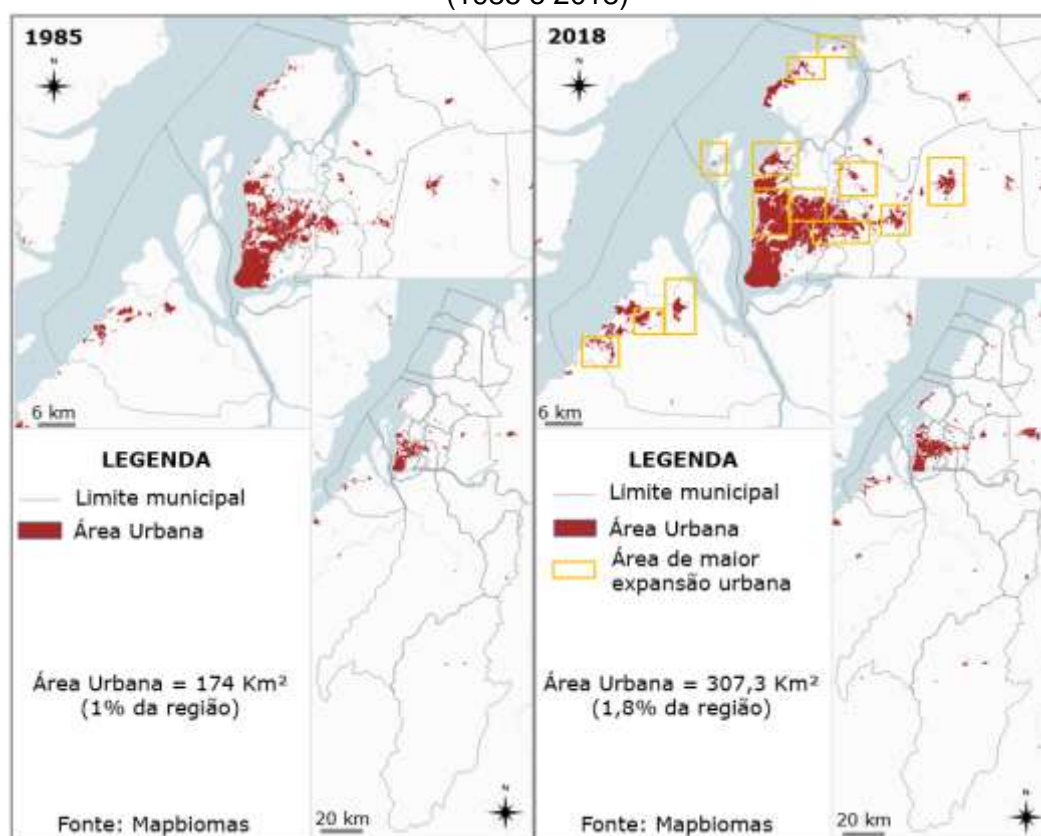 (1985 e 2018)
1985
N
6 km
LEGENDA
Limite municipal
Área Urbana
Área Urbana = 174 Km²
(1% da região)
Fonte: Mapbiomas
20 km
N
2018
N
6 km
LEGENDA
Limite municipal
Área Urbana
Área de maior
expansão urbana
Área Urbana = 307,3 Km²
(1,8% da região)
Fonte: Mapbiomas
20 km
N